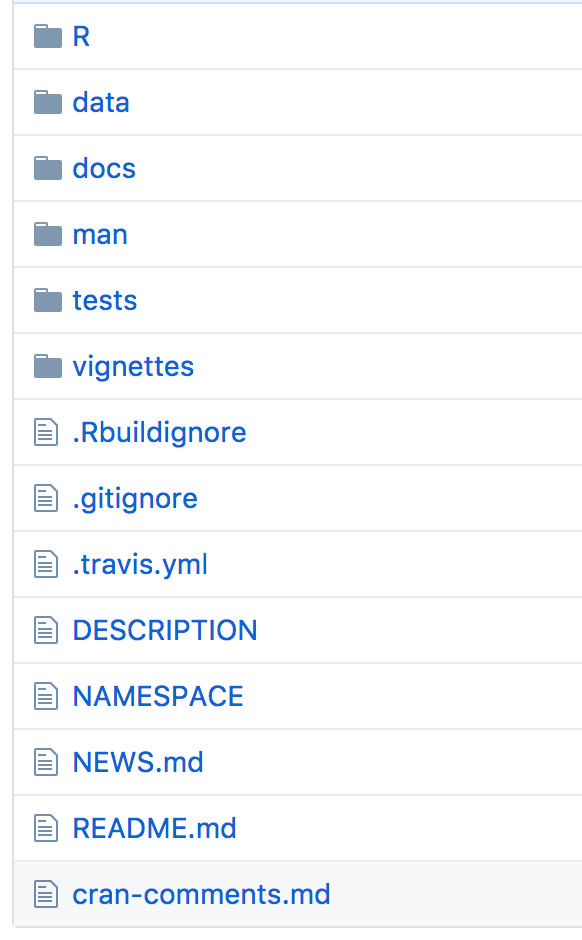 R
data
docs
man
tests
vignettes
.Rbuildignore
.gitignore
.travis.yml
DESCRIPTION
NAMESPACE
NEWS.md
README.md
cran-comments.md